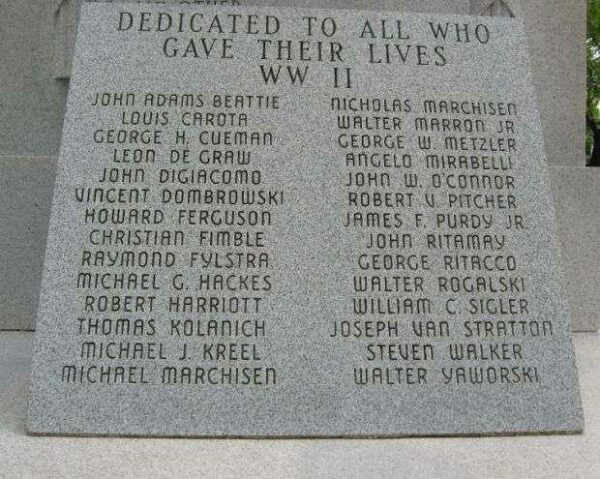 DEDICATED TO ALL WHO
GAVE THEIR LIVES
WW II
JOHN ADAMS BEATTIE
LOUIS CAROTA
GEORGE H. CUEMAN
LEON DE GRAW
JOHN DIGIACOMO
VINCENT DOMBROWSKI
HOWARD FERGUSON
CHRISTIAN FIMBLE
RAYMOND FYLSTRA
MICHAEL G. HACKES
ROBERT HARRIOTT
THOMAS KOLANICH
MICHAEL J. KREEL
MICHAEL MARCHISEN
NICHOLAS MARCHISEN
WALTER MARRON JR
GEORGE W. METZLER
ANGELO MIRABELLI
JOHN W. O'CONNOR
ROBERT V. PITCHER
JAMES F. PURDY JR.
JOHN RITAMAY
GEORGE RITACCO
WALTER ROGALSKI
WILLIAM C. SIGLER
JOSEPH VAN STRATTON
STEVEN WALKER
WALTER YAWORSKI